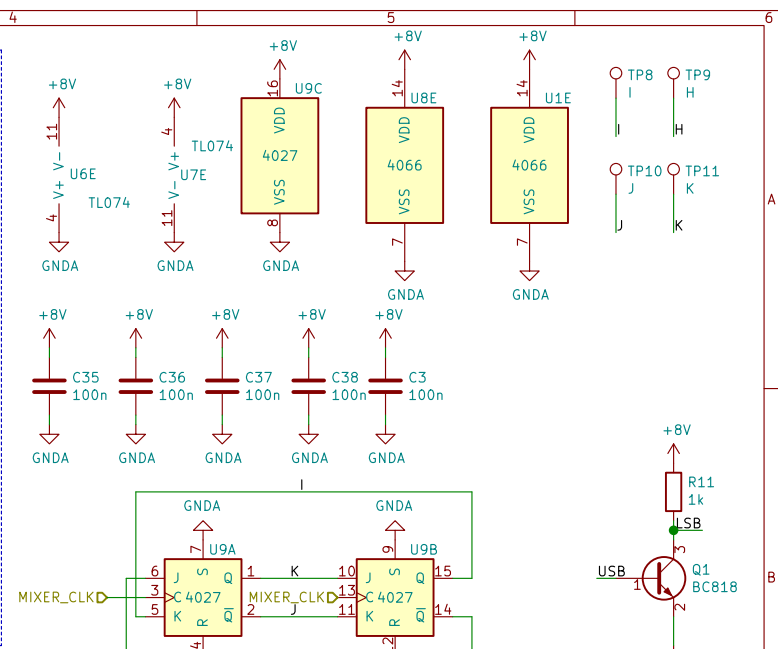 4 5 6
+8V
+8V
+8V
+8V
+8V
11
V-
V+
4
U6E
TL074
GNDA
4
V+
V-
11
TL074
U7E
GNDA
16
U9C
VDD
4027
VSS
8
GNDA
14
U8E
VDD
4066
VSS
7
GNDA
14
U1E
VDD
4066
VSS
7
GNDA
TP8
I
I
TP9
H
H
TP10
J
J
TP11
K
K
A
+8V +8V +8V +8V +8V
C35
100n
C36
100n
C37
100n
C38
100n
C3
100n
GNDA GNDA GNDA GNDA GNDA
I
GNDA
7
U9A
6 J S Q 1
MIXER_CLK 3 C 4027
5 K R Q 2
4
K
J
GNDA
9
U9B
10 J S Q 15
MIXER_CLK 13 C 4027
11 K R Q 14
12
+8V
R11
1k
LSB
3
USB
1
Q1
BC818
2
B